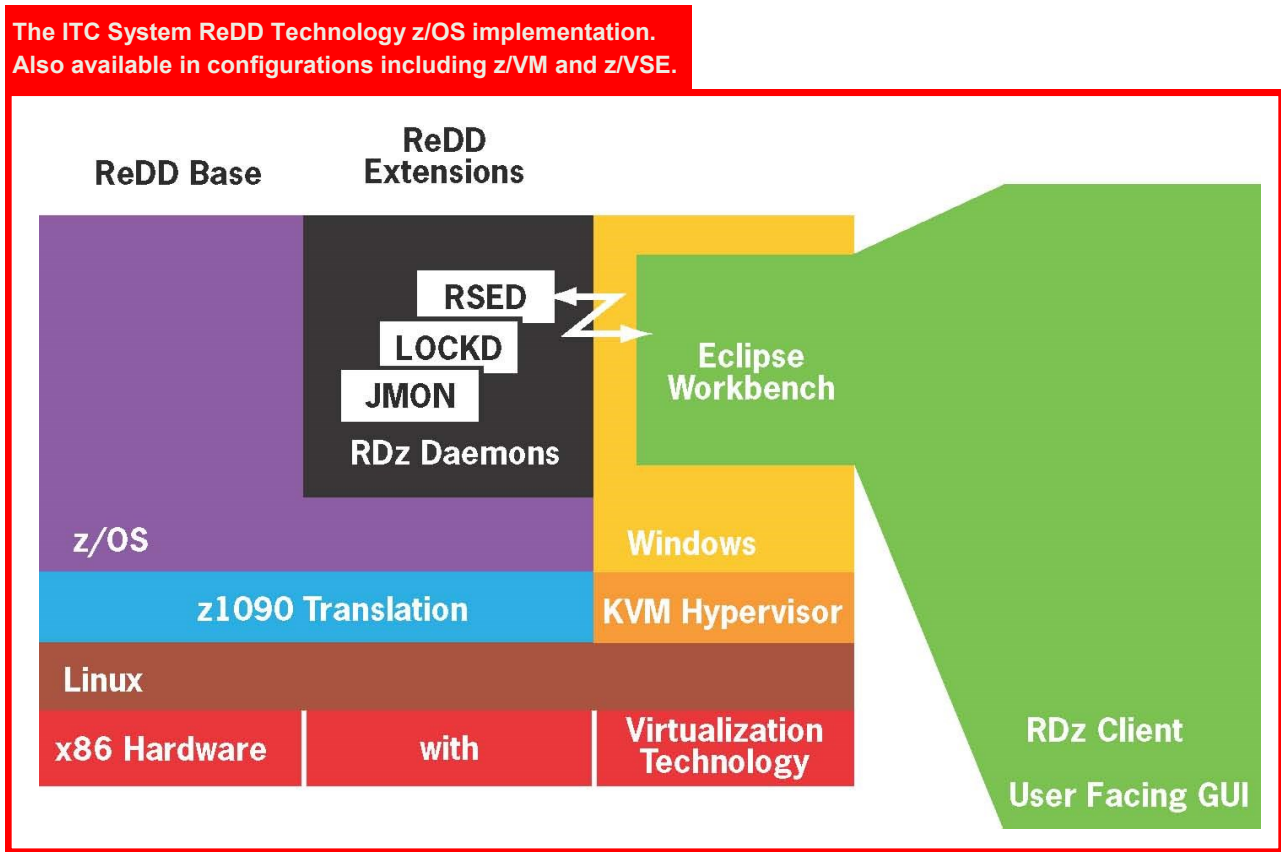 The ITC System ReDD Technology z/OS implementation.
Also available in configurations including z/VM and z/VSE.
ReDD Base
ReDD
Extensions
RSED
LOCKD
JMON
RDz Daemons
Eclipse
Workbench
z/OS
Windows
z1090 Translation
KVM Hypervisor
Linux
x86 Hardware
with
Virtualization
Technology
RDz Client
User Facing GUI